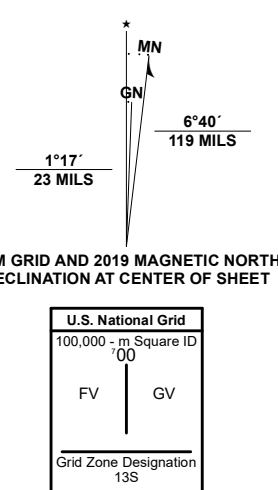 ★
MN
GN
6°40´
119 MILS
1°17´
23 MILS
M GRID AND 2019 MAGNETIC NORTH
ECLINATION AT CENTER OF SHEET
U.S. National Grid
100,000 - m Square ID
⁷00
FV GV
Grid Zone Designation
13S